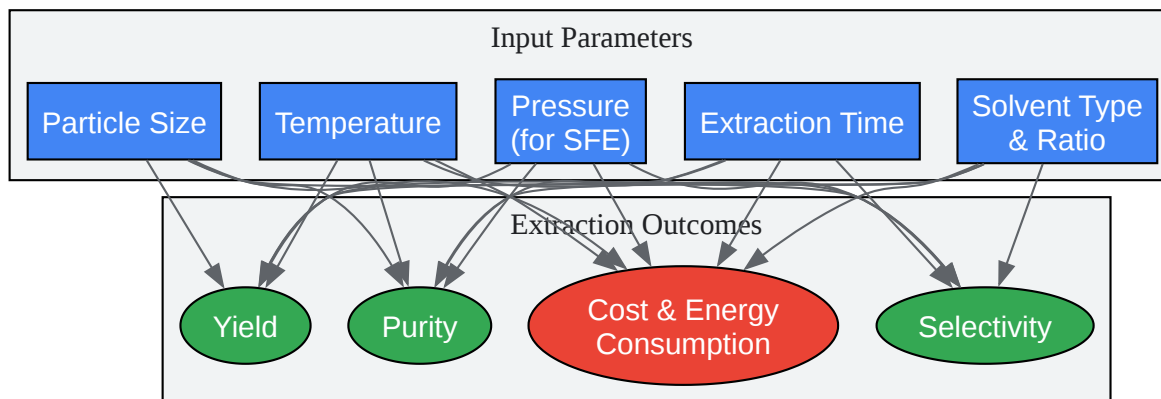 Input Parameters
Particle Size
Temperature
Pressure
(for SFE)
Extraction Time
Solvent Type
& Ratio
Extraction Outcomes
Yield
Purity
Cost & Energy
Consumption
Selectivity